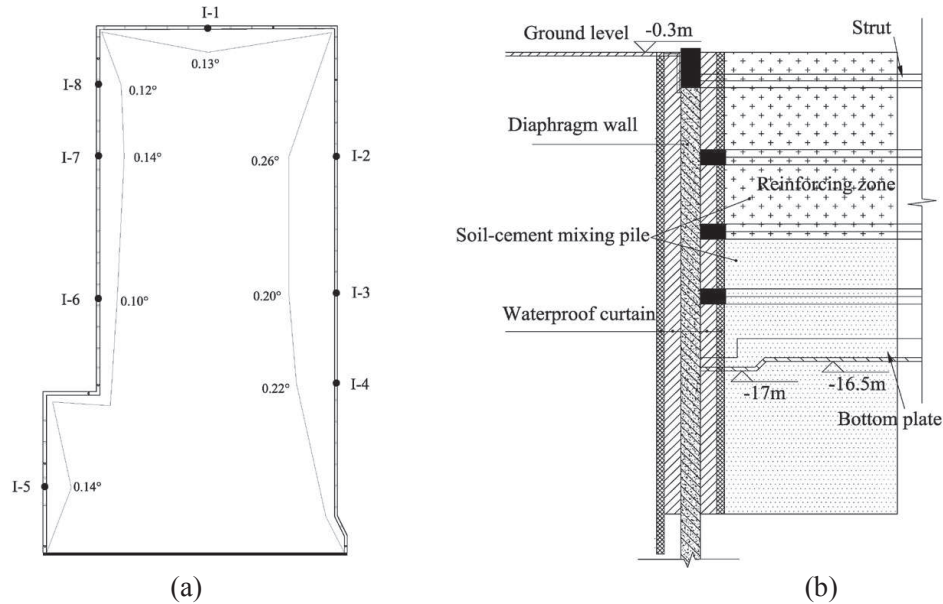 I-1
0.13°
I-8
0.12°
I-7
0.14°
0.26°
I-2
I-6
0.10°
0.20°
I-3
0.22°
I-4
I-5
0.14°
(a)
Ground level
-0.3m
Strut
Diaphragm wall
Reinforcing zone
Soil-cement mixing pile
Waterproof curtain
-17m
-16.5m
Bottom plate
(b)